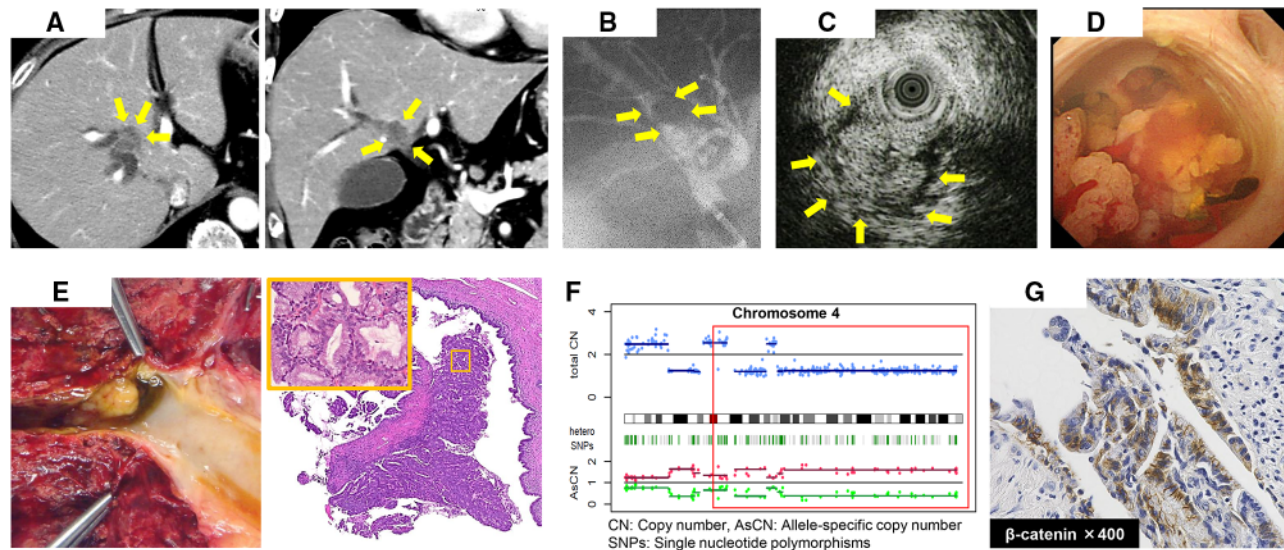 A
B
C
D
E
F
Chromosome 4
4
2
0
total CN
hetero
SNPs
2
1
0
AsCN
CN: Copy number, AsCN: Allele-specific copy number
SNPs: Single nucleotide polymorphisms
G
β-catenin ×400